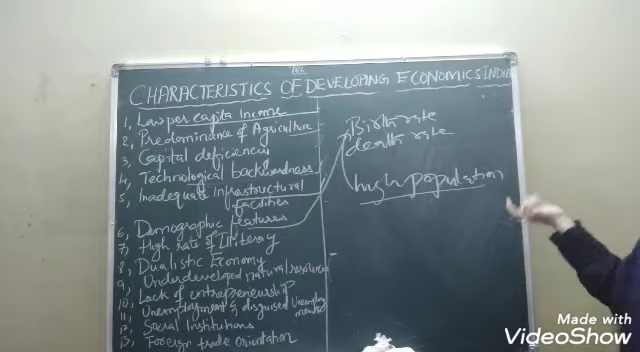 CHARACTERISTICS OF DEVELOPING ECONOMICS INDIA
1, Low per capita Income
2, Predominance of Agriculture
3, Capital deficiency
4, Technological backwardness
5, Inadequate Infrastructural
facilities
6, Demographic features
7, High rate of Illiteracy
8, Dualistic Economy
9, Underdeveloped natural resources
10, Lack of entrepreneurship
11, Unemployment & disguised Unemploy
ment
12, Social Institutions
13, Foreign trade orientation
Birth rate
death rate
high population
Made with
VideoShow